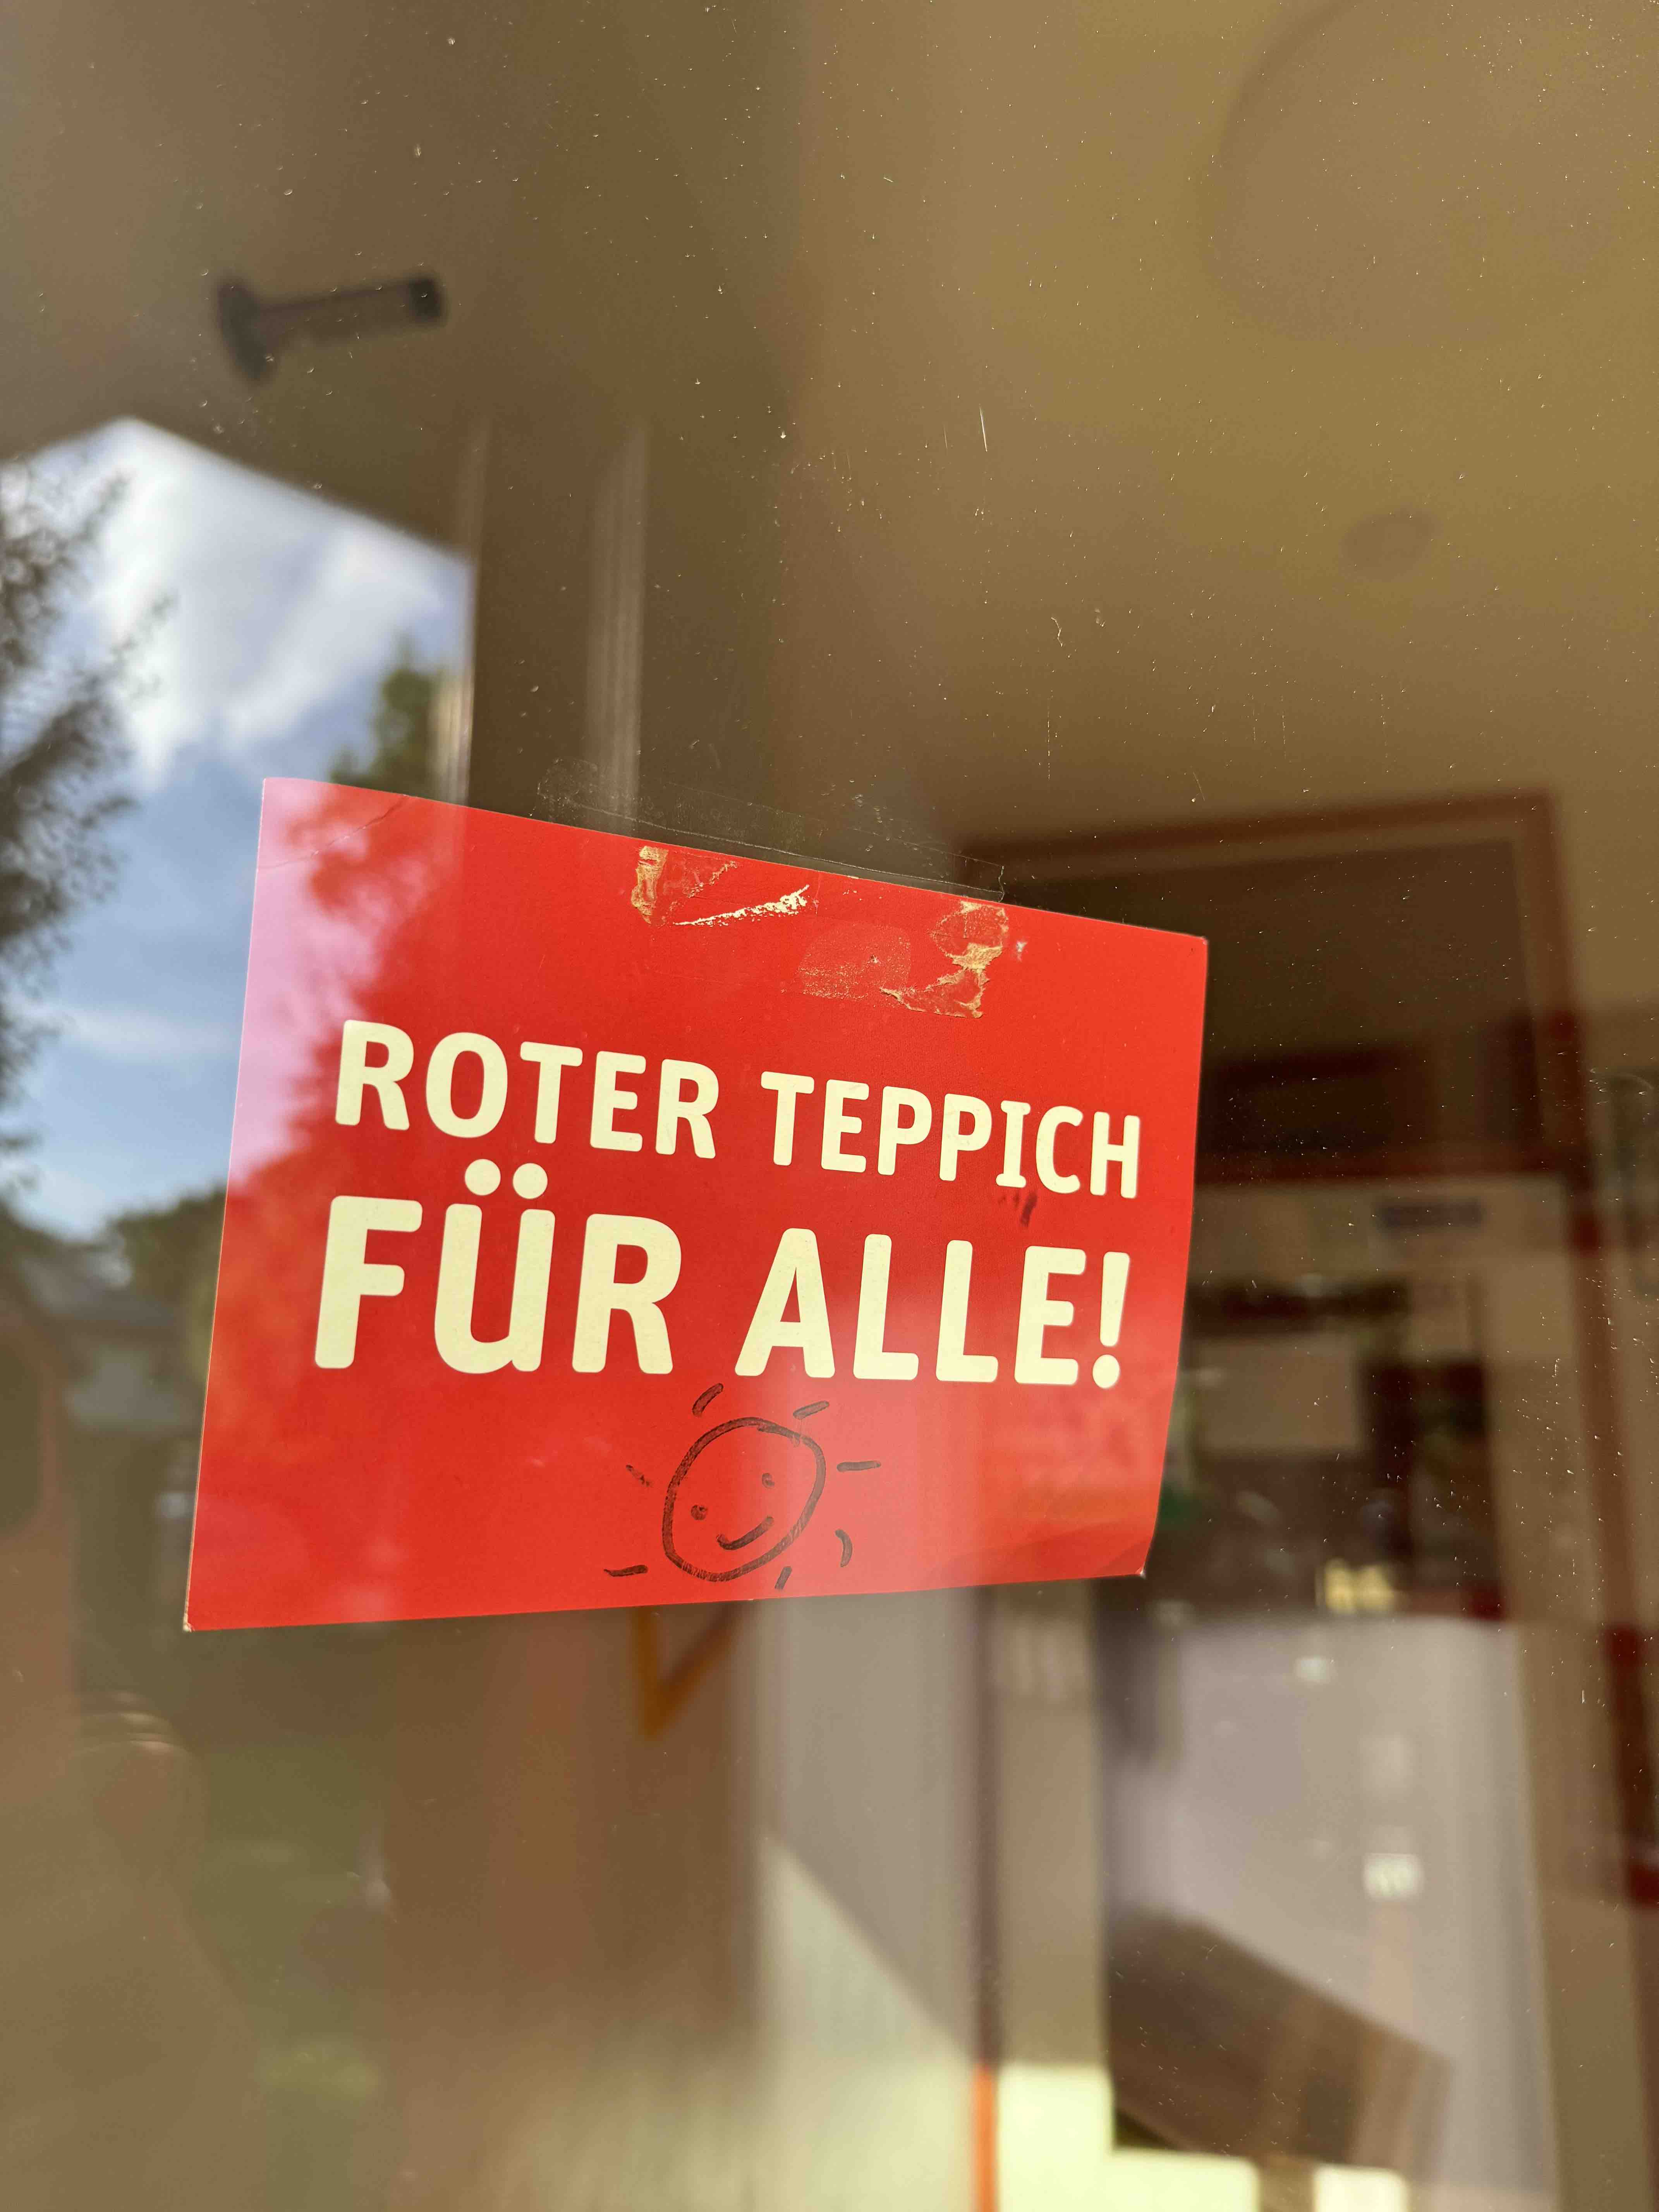 ROTER TEPPICH
FÜR ALLE!